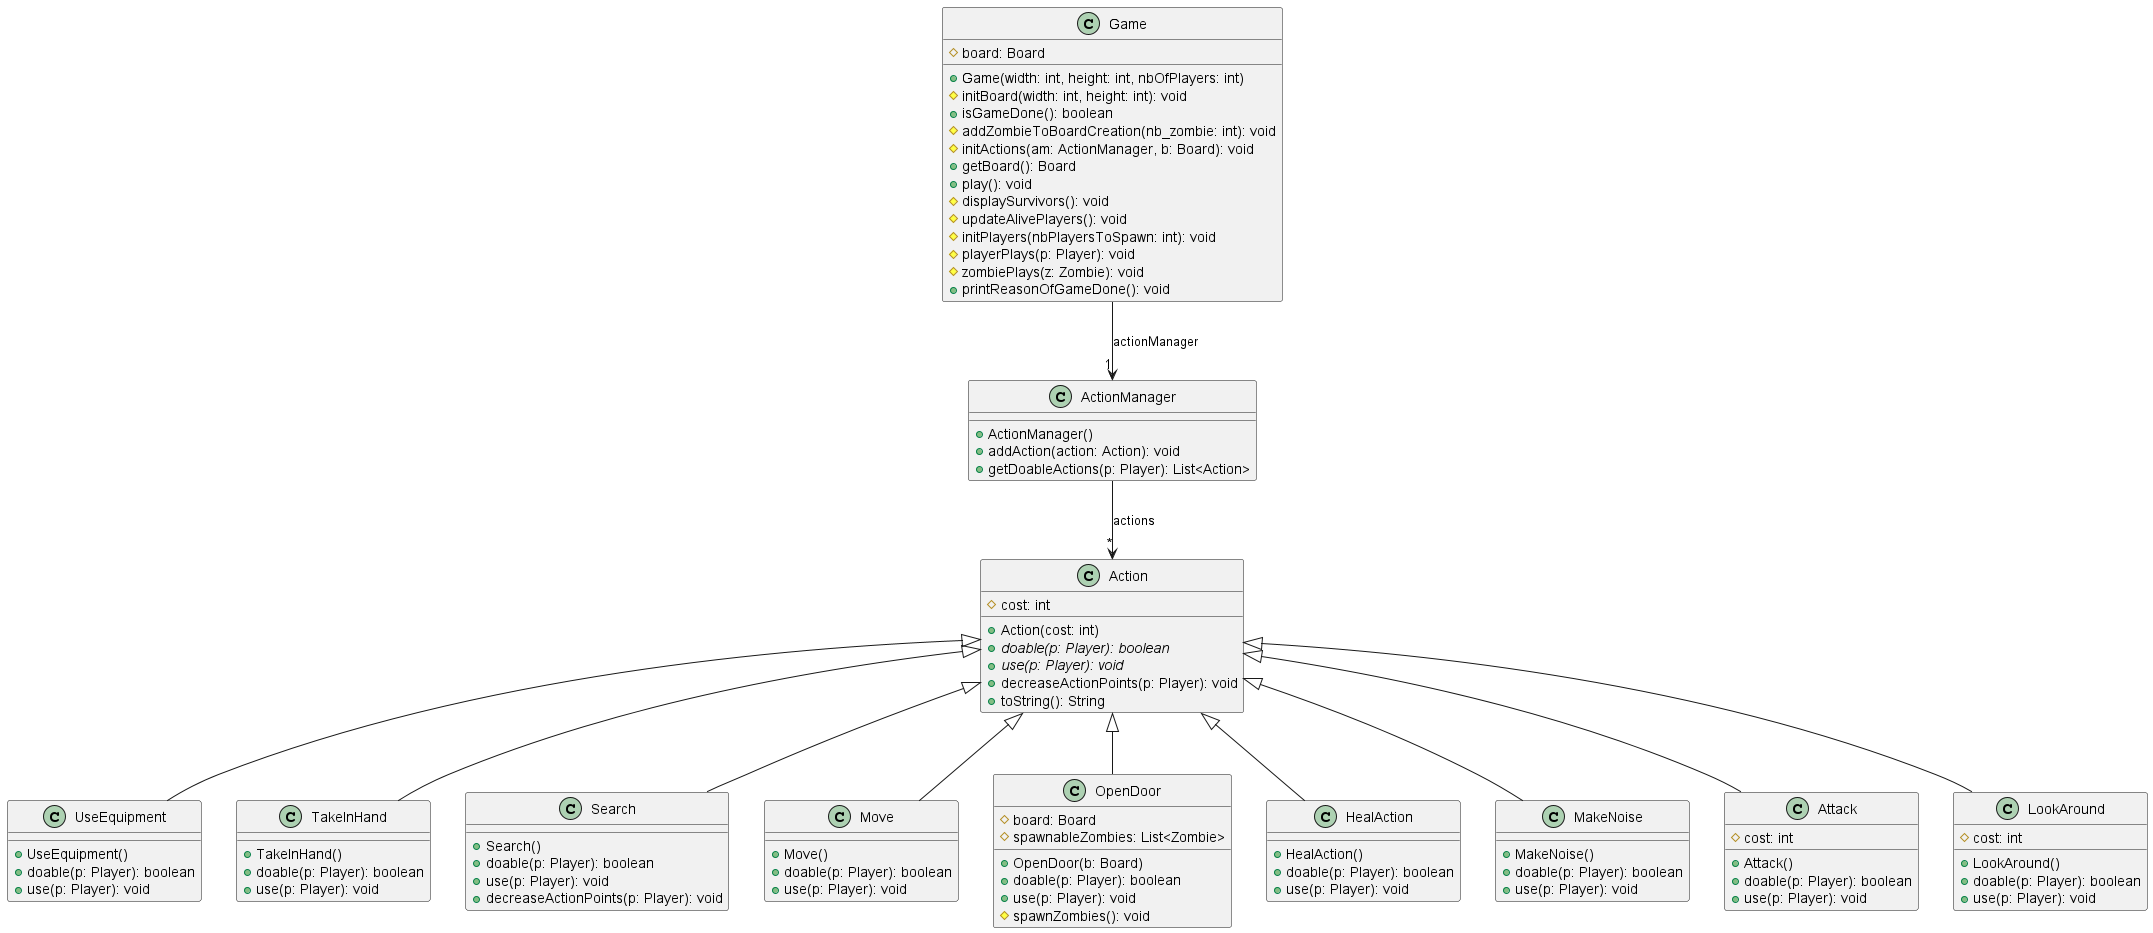 C Game
board: Board
Game(width: int, height: int, nbOfPlayers: int)
initBoard(width: int, height: int): void
isGameDone(): boolean
addZombieToBoardCreation(nb_zombie: int): void
initActions(am: ActionManager, b: Board): void
getBoard(): Board
play(): void
displaySurvivors(): void
updateAlivePlayers(): void
initPlayers(nbPlayersToSpawn: int): void
playerPlays(p: Player): void
zombiePlays(z: Zombie): void
printReasonOfGameDone(): void
actionManager
1
C ActionManager
ActionManager()
addAction(action: Action): void
getDoableActions(p: Player): List<Action>
actions
*
C Action
cost: int
Action(cost: int)
doable(p: Player): boolean
use(p: Player): void
decreaseActionPoints(p: Player): void
toString(): String
C UseEquipment
UseEquipment()
doable(p: Player): boolean
use(p: Player): void
C TakeInHand
TakeInHand()
doable(p: Player): boolean
use(p: Player): void
C Search
Search()
doable(p: Player): boolean
use(p: Player): void
decreaseActionPoints(p: Player): void
C Move
Move()
doable(p: Player): boolean
use(p: Player): void
C OpenDoor
board: Board
spawnableZombies: List<Zombie>
OpenDoor(b: Board)
doable(p: Player): boolean
use(p: Player): void
spawnZombies(): void
C HealAction
HealAction()
doable(p: Player): boolean
use(p: Player): void
C MakeNoise
MakeNoise()
doable(p: Player): boolean
use(p: Player): void
C Attack
cost: int
Attack()
doable(p: Player): boolean
use(p: Player): void
C LookAround
cost: int
LookAround()
doable(p: Player): boolean
use(p: Player): void